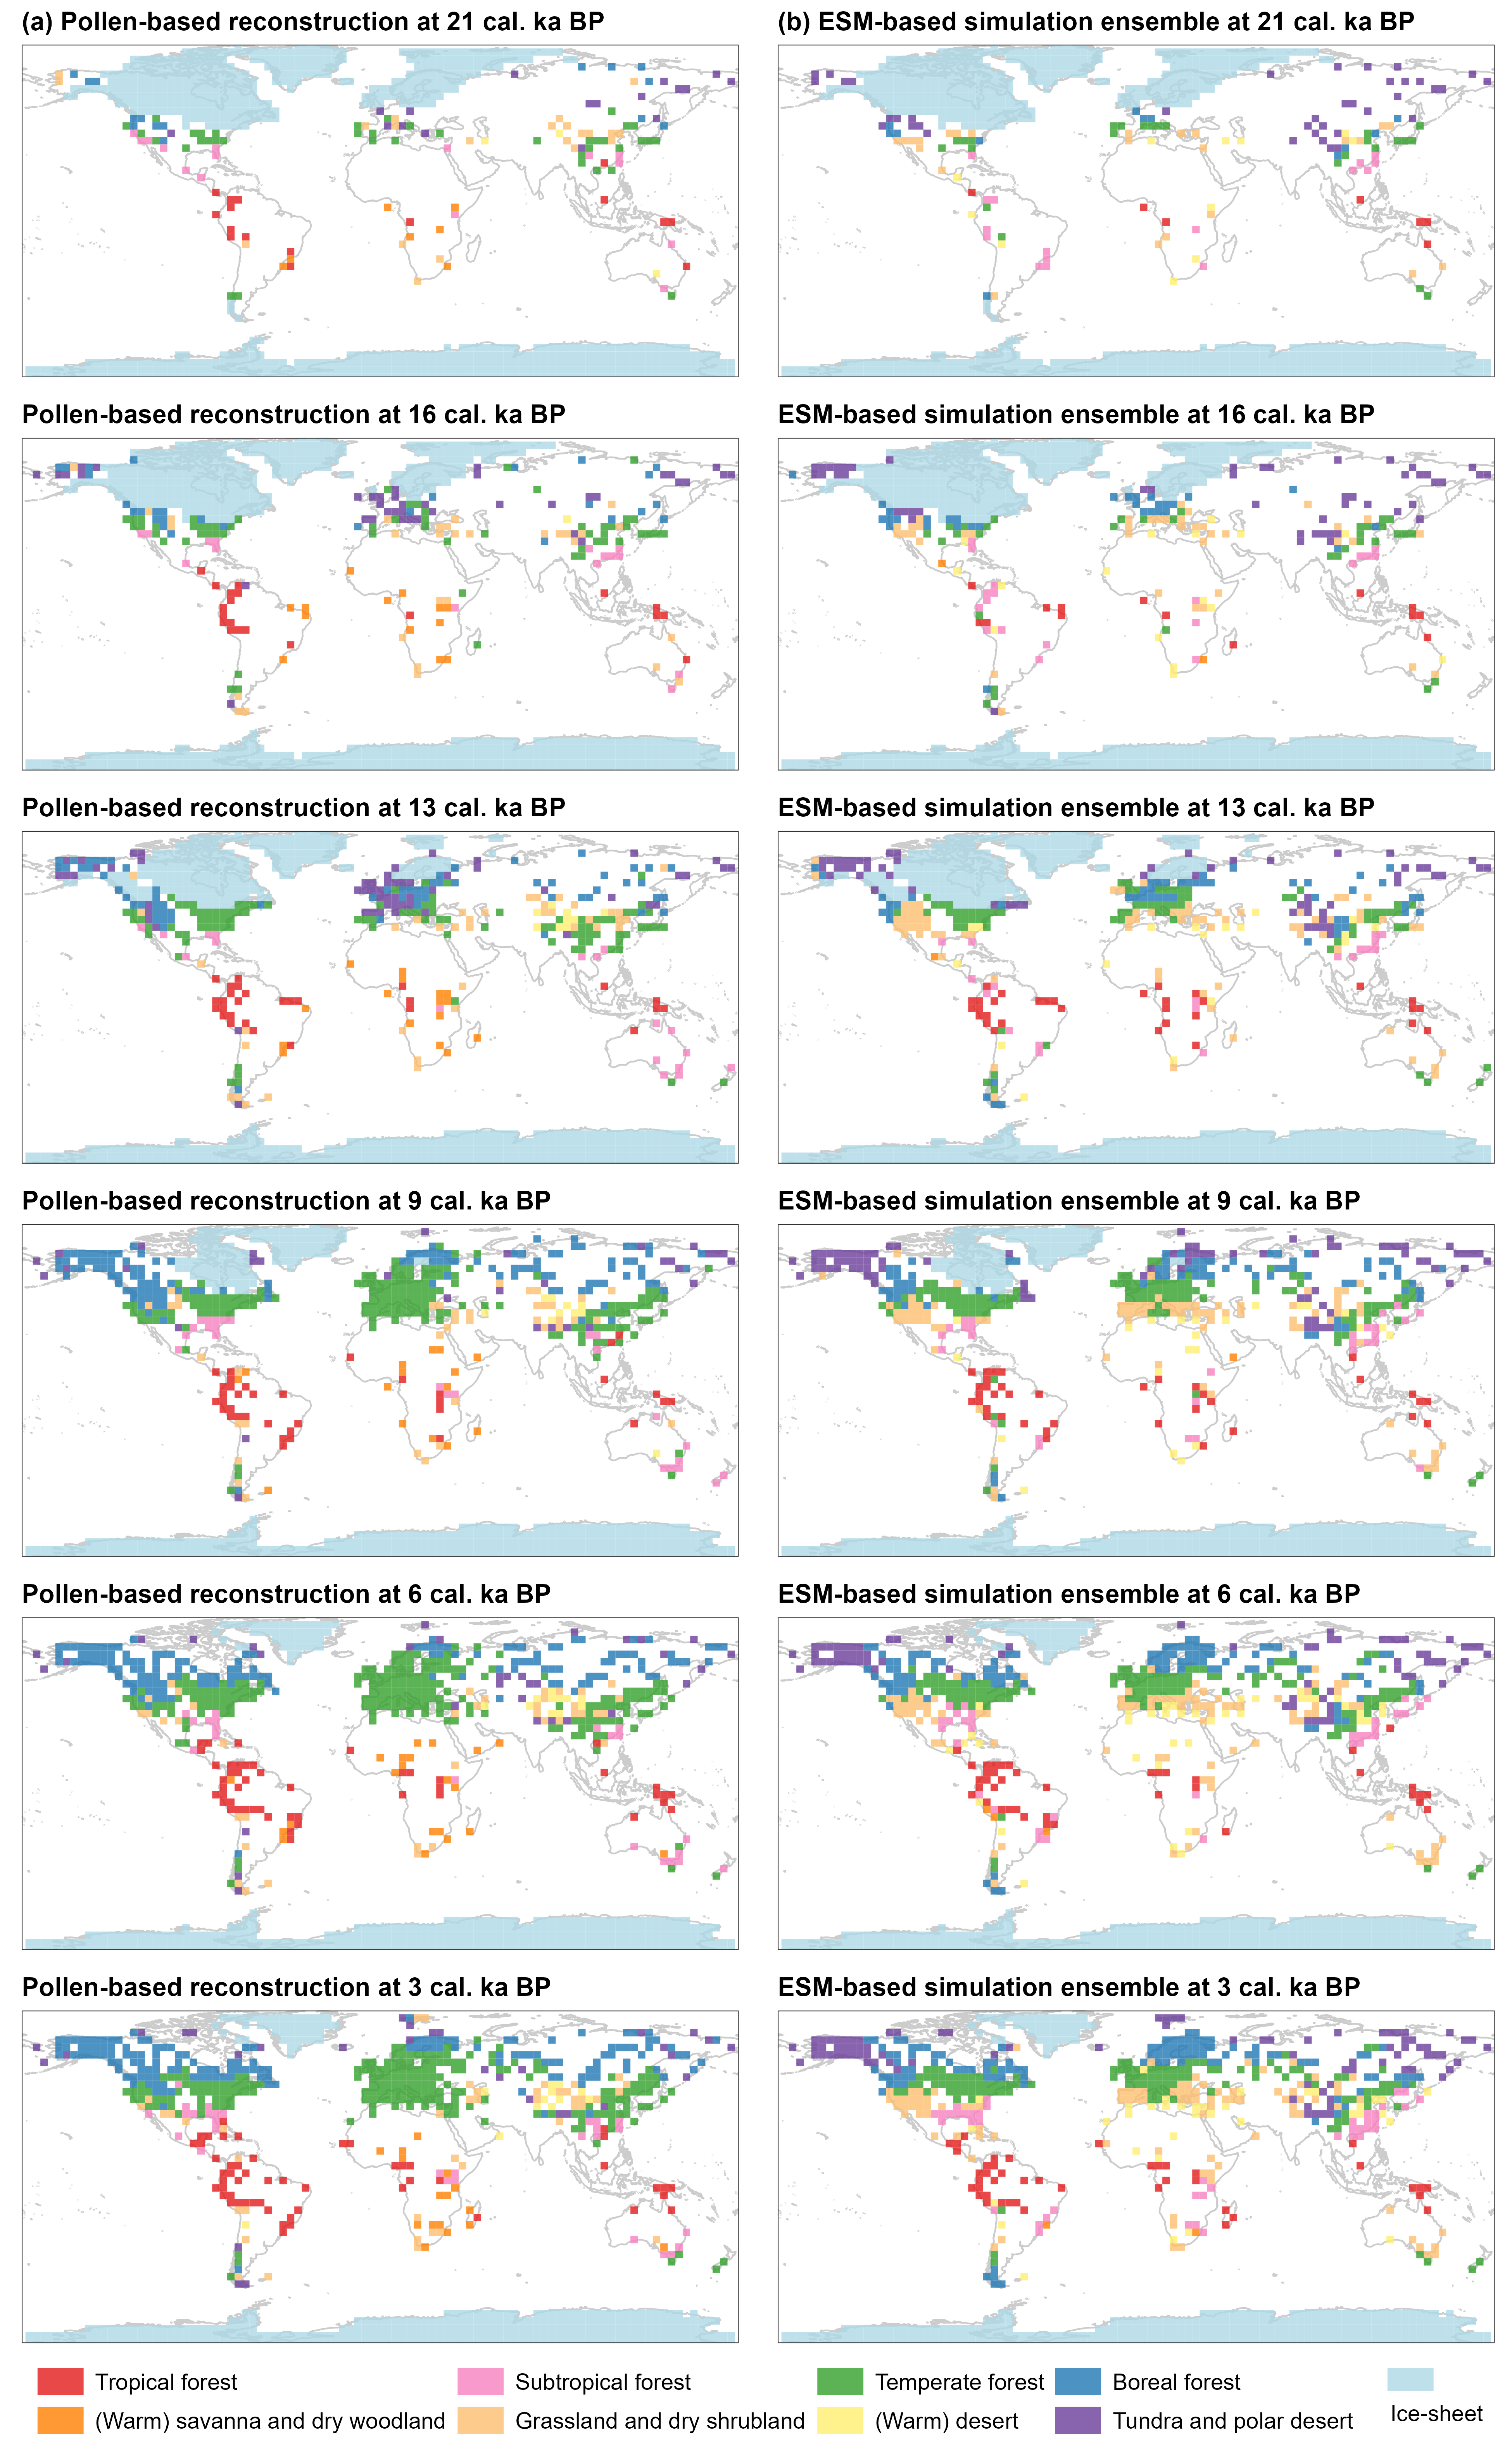 (a) Pollen-based reconstruction at 21 cal. ka BP
(b) ESM-based simulation ensemble at 21 cal. ka BP
Pollen-based reconstruction at 16 cal. ka BP
ESM-based simulation ensemble at 16 cal. ka BP
Pollen-based reconstruction at 13 cal. ka BP
ESM-based simulation ensemble at 13 cal. ka BP
Pollen-based reconstruction at 9 cal. ka BP
ESM-based simulation ensemble at 9 cal. ka BP
Pollen-based reconstruction at 6 cal. ka BP
ESM-based simulation ensemble at 6 cal. ka BP
Pollen-based reconstruction at 3 cal. ka BP
ESM-based simulation ensemble at 3 cal. ka BP
Tropical forest
Subtropical forest
Temperate forest
Boreal forest
(Warm) savanna and dry woodland
Grassland and dry shrubland
(Warm) desert
Tundra and polar desert
Ice-sheet